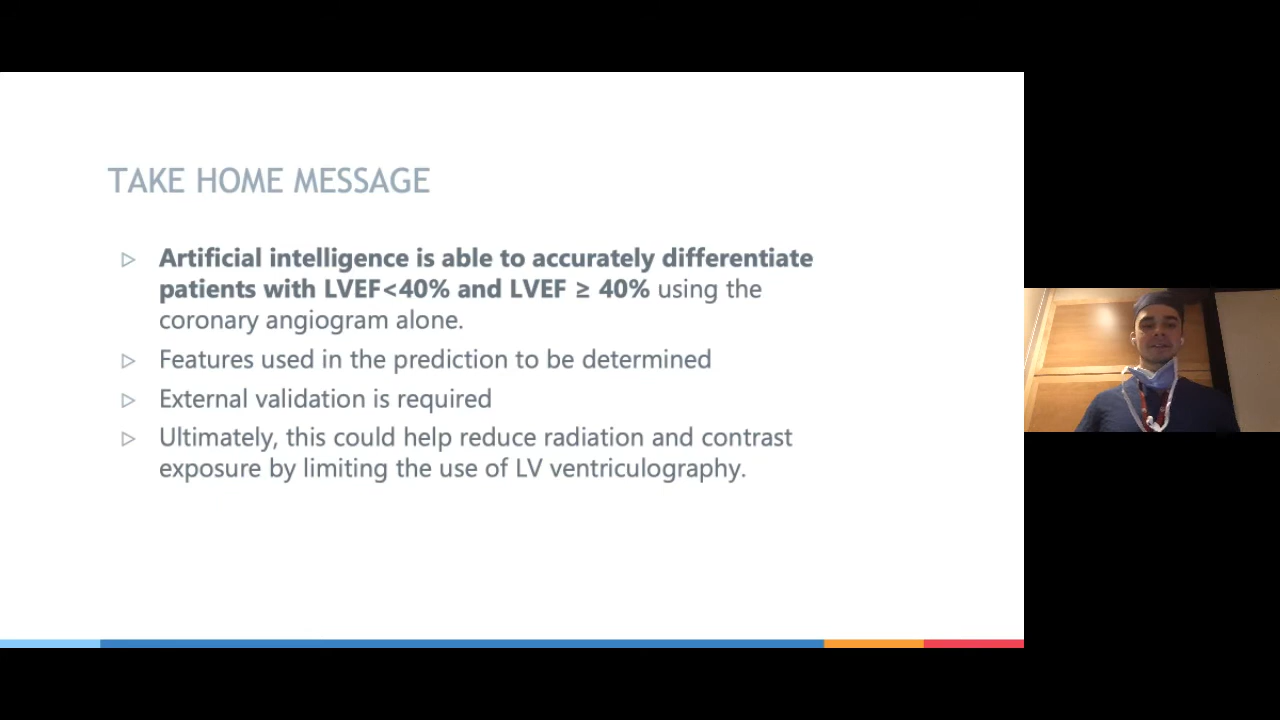 TAKE HOME MESSAGE
Artificial intelligence is able to accurately differentiate
patients with LVEF<40% and LVEF ≥ 40% using the
coronary angiogram alone.
Features used in the prediction to be determined
External validation is required
Ultimately, this could help reduce radiation and contrast
exposure by limiting the use of LV ventriculography.